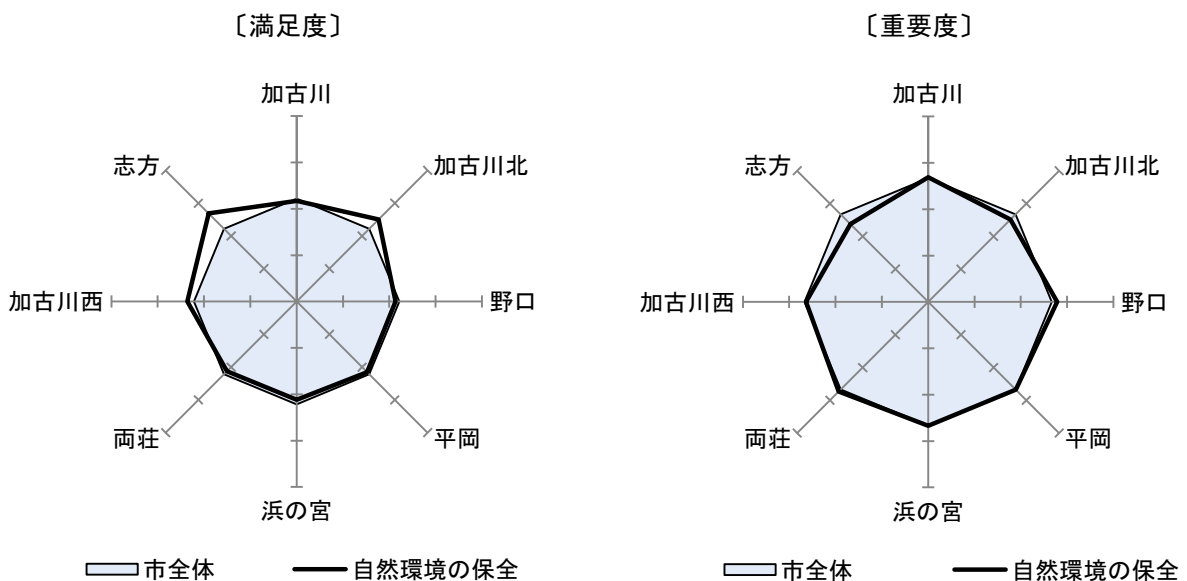 〔満足度〕
加古川
加古川北
野口
平岡
浜の宮
両荘
加古川西
志方
市全体
自然環境の保全
〔重要度〕
加古川
加古川北
野口
平岡
浜の宮
両荘
加古川西
志方
市全体
自然環境の保全